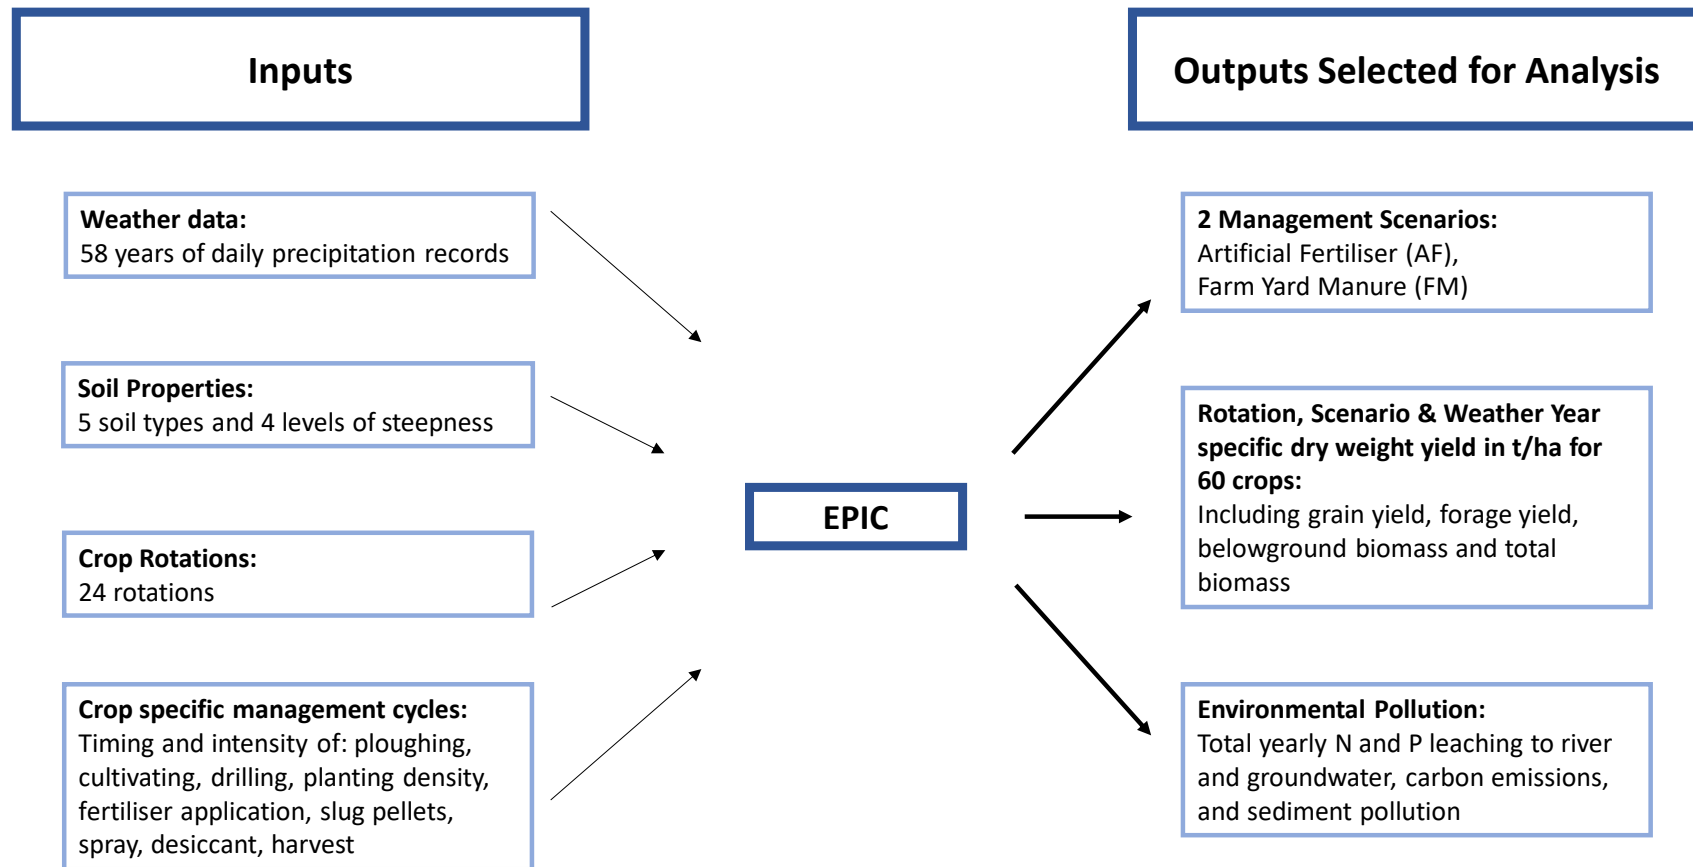 Inputs
Outputs Selected for Analysis
Weather data:
58 years of daily precipitation records
Soil Properties:
5 soil types and 4 levels of steepness
Crop Rotations:
24 rotations
Crop specific management cycles:
Timing and intensity of: ploughing,
cultivating, drilling, planting density,
fertiliser application, slug pellets,
spray, desiccant, harvest
EPIC
2 Management Scenarios:
Artificial Fertiliser (AF),
Farm Yard Manure (FM)
Rotation, Scenario & Weather Year
specific dry weight yield in t/ha for
60 crops:
Including grain yield, forage yield,
belowground biomass and total
biomass
Environmental Pollution:
Total yearly N and P leaching to river
and groundwater, carbon emissions,
and sediment pollution